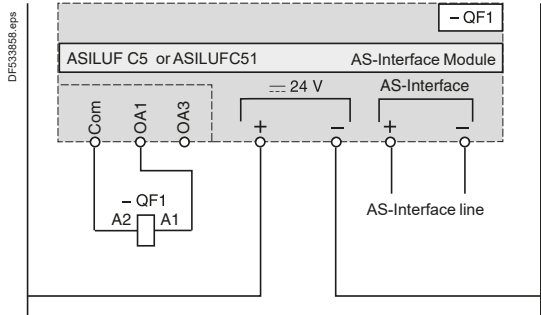 DF533858.eps
– QF1
ASILUF C5 or ASILUFC51 AS-Interface Module
24 V AS-Interface
Com OA1 OA3 + – + –
– QF1
A2 A1
AS-Interface line